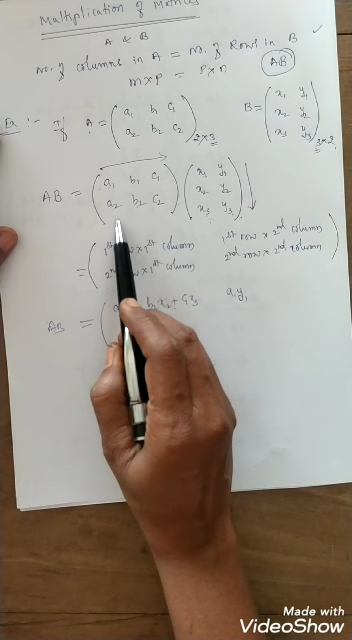 Multiplication of Matrices
A & B
No. of columns in A = No. of Rows in B
m×p = p×n AB
Ex :- If A = ( a₁ b₁ c₁
a₂ b₂ c₂ ) 2×3 B = ( x₁ y₁
x₂ y₂
x₃ y₃ ) 3×2
AB = ( a₁ b₁ c₁
a₂ b₂ c₂ ) ( x₁ y₁
x₂ y₂
x₃ y₃ )
= ( 1st row × 1st column 1st row × 2nd column
2nd row × 1st column 2nd row × 2nd column )
AB = ( b₁x₂ + c₁x₃ a₁y₁
Made with
VideoShow